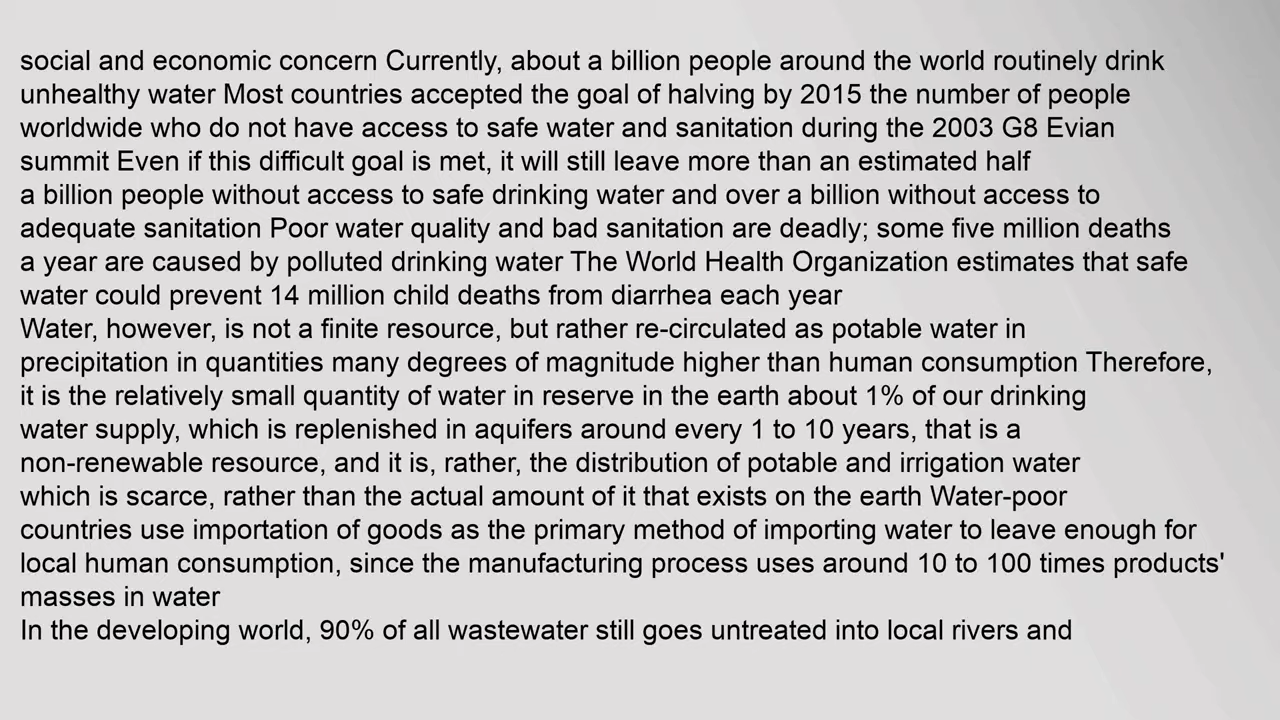 social and economic concern Currently, about a billion people around the world routinely drink
unhealthy water Most countries accepted the goal of halving by 2015 the number of people
worldwide who do not have access to safe water and sanitation during the 2003 G8 Evian
summit Even if this difficult goal is met, it will still leave more than an estimated half
a billion people without access to safe drinking water and over a billion without access to
adequate sanitation Poor water quality and bad sanitation are deadly; some five million deaths
a year are caused by polluted drinking water The World Health Organization estimates that safe
water could prevent 14 million child deaths from diarrhea each year
Water, however, is not a finite resource, but rather re-circulated as potable water in
precipitation in quantities many degrees of magnitude higher than human consumption Therefore,
it is the relatively small quantity of water in reserve in the earth about 1% of our drinking
water supply, which is replenished in aquifers around every 1 to 10 years, that is a
non-renewable resource, and it is, rather, the distribution of potable and irrigation water
which is scarce, rather than the actual amount of it that exists on the earth Water-poor
countries use importation of goods as the primary method of importing water to leave enough for
local human consumption, since the manufacturing process uses around 10 to 100 times products'
masses in water
In the developing world, 90% of all wastewater still goes untreated into local rivers and